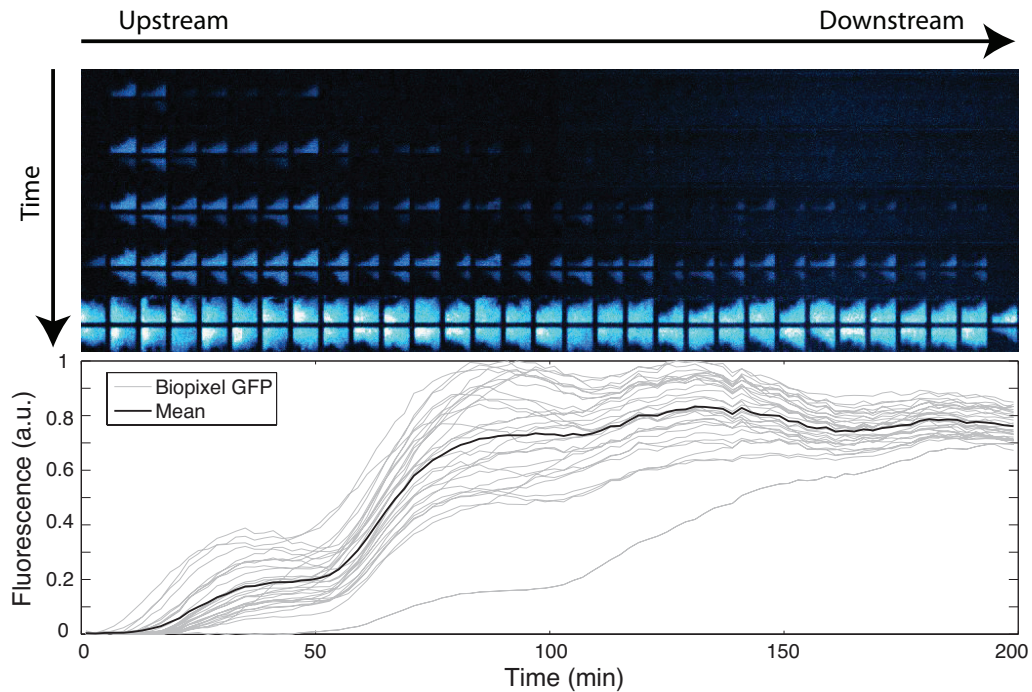 Upstream Downstream
Time
Biopixel GFP
Mean
Fluorescence (a.u.)
1
0.8
0.6
0.4
0.2
0
0 50 100 150 200
Time (min)